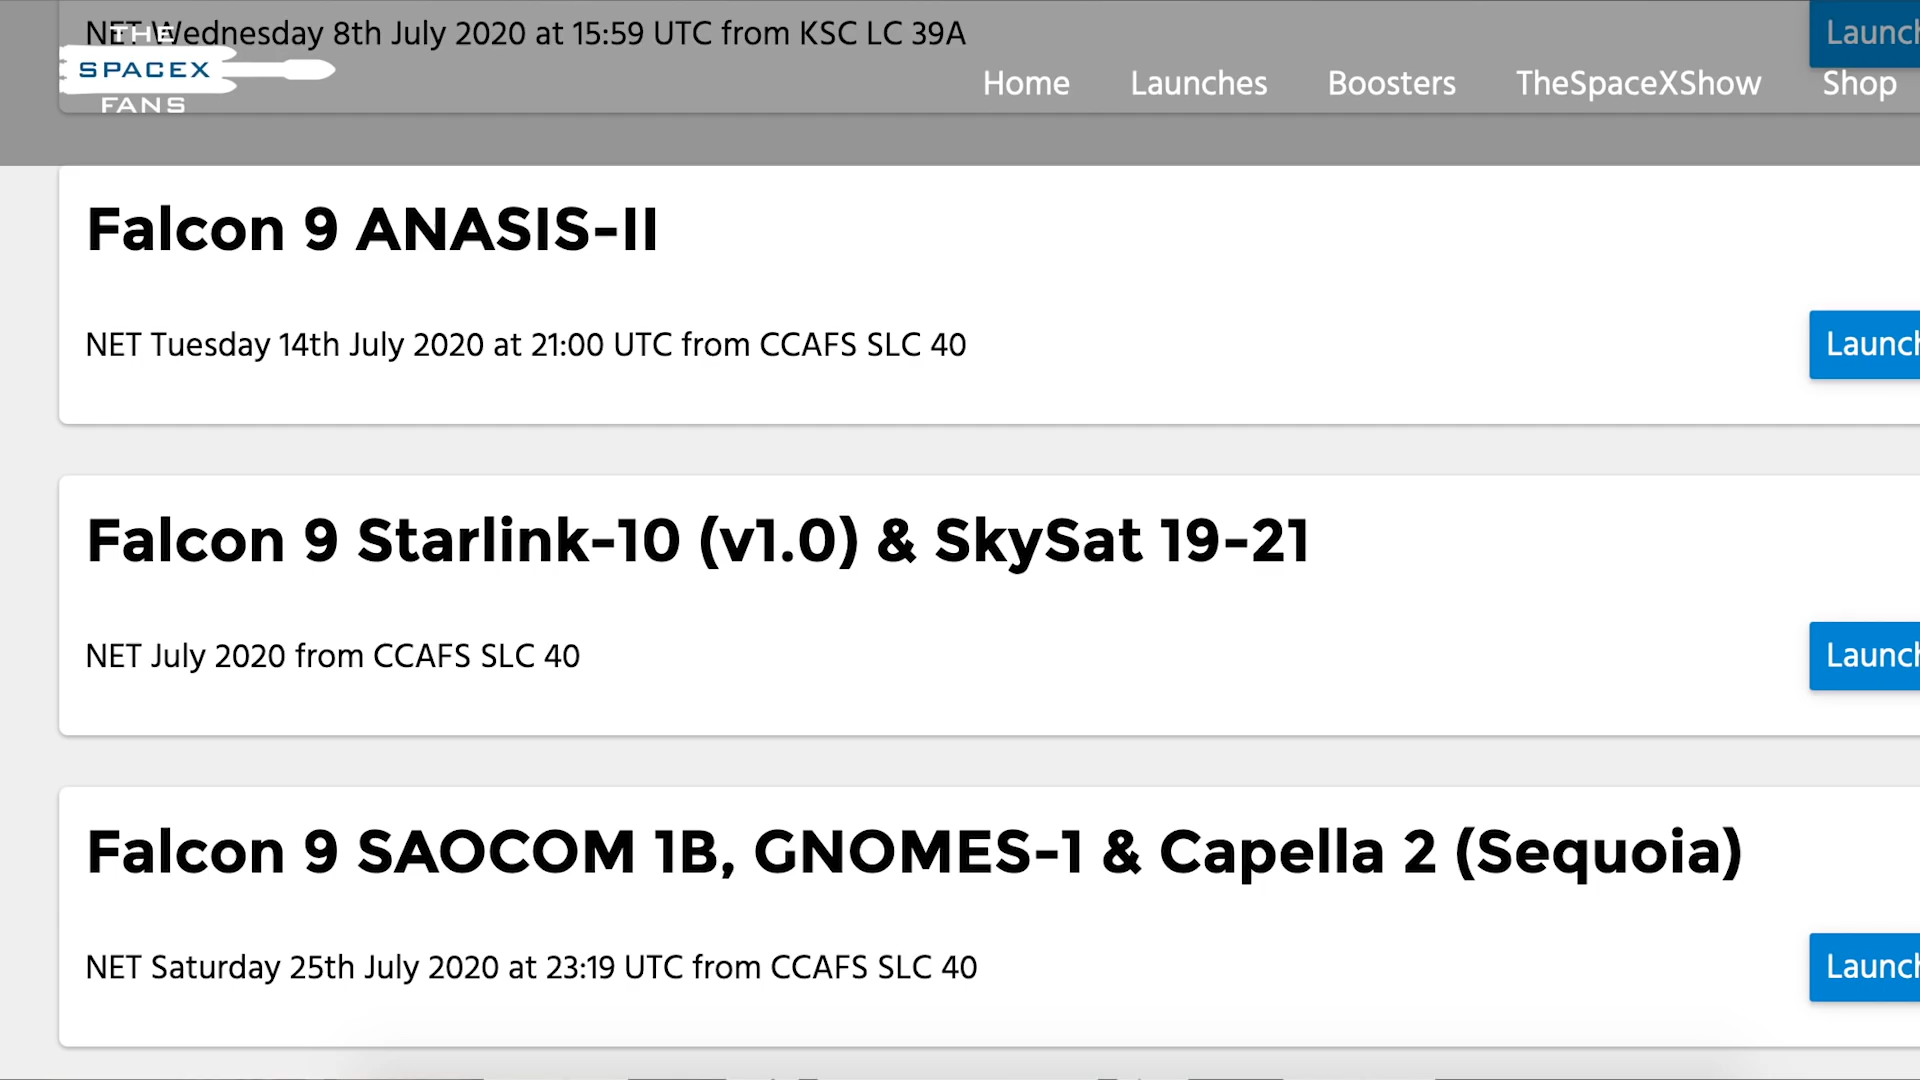 NET Wednesday 8th July 2020 at 15:59 UTC from KSC LC 39A
Launch
THE
SPACEX
FANS
Home Launches Boosters TheSpaceXShow Shop
Falcon 9 ANASIS-II
NET Tuesday 14th July 2020 at 21:00 UTC from CCAFS SLC 40
Launch
Falcon 9 Starlink-10 (v1.0) & SkySat 19-21
NET July 2020 from CCAFS SLC 40
Launch
Falcon 9 SAOCOM 1B, GNOMES-1 & Capella 2 (Sequoia)
NET Saturday 25th July 2020 at 23:19 UTC from CCAFS SLC 40
Launch